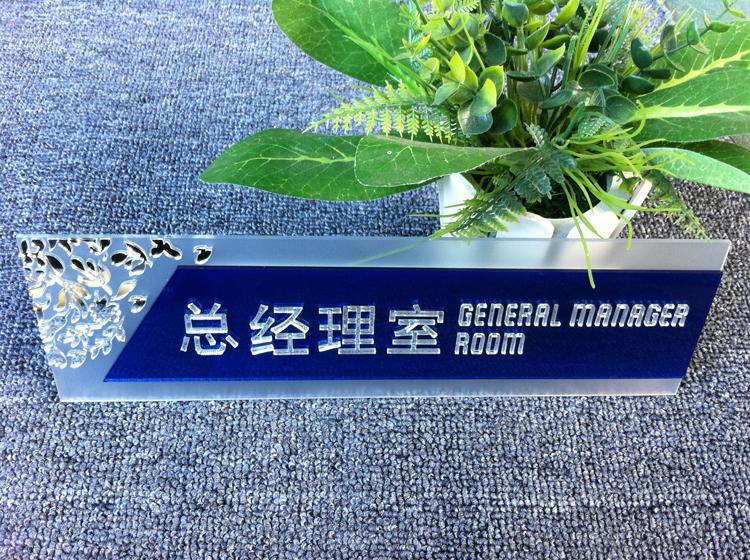 总经理室 GENERAL MANAGER
ROOM